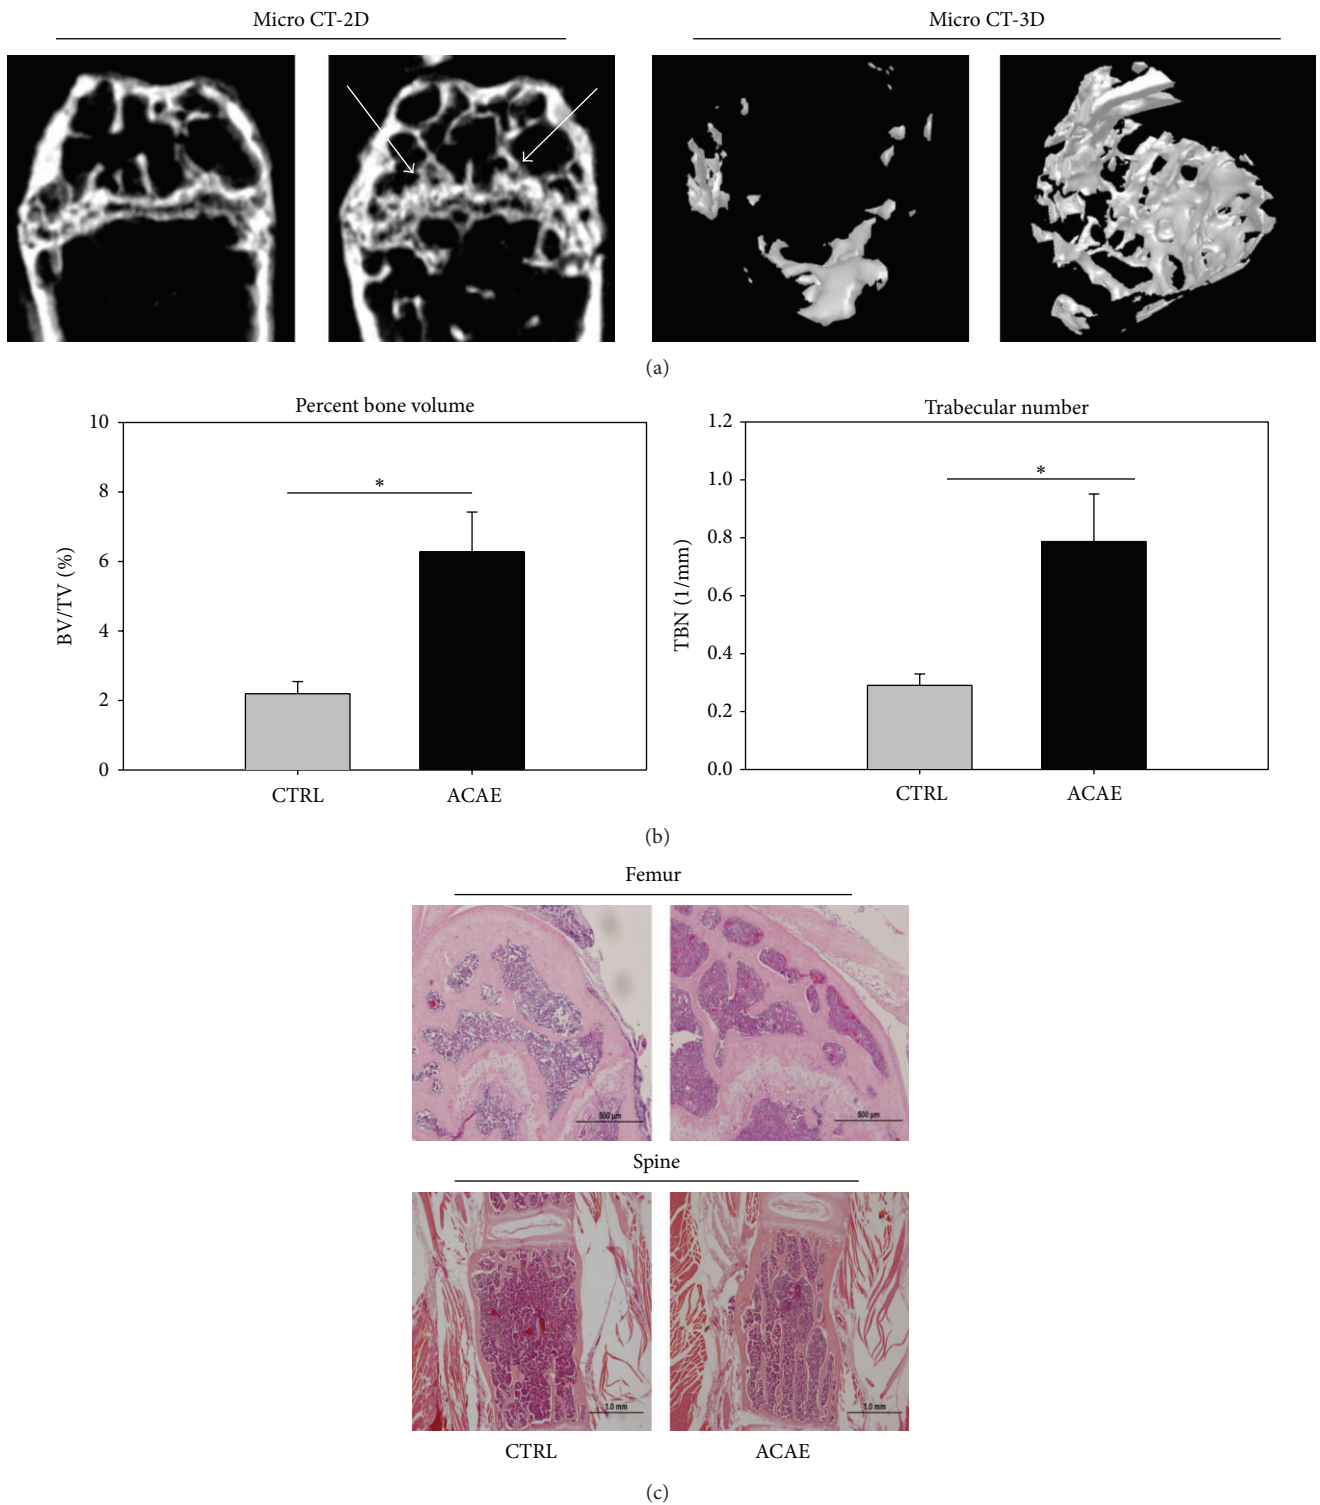 Micro CT-2D
Micro CT-3D
(a)
Percent bone volume
10
8
6
4
2
0
BV/TV (%)
*
CTRL
ACAE
Trabecular number
1.2
1.0
0.8
0.6
0.4
0.2
0.0
TBN (1/mm)
*
CTRL
ACAE
(b)
Femur
500 µm
500 µm
Spine
1.0 mm
1.0 mm
CTRL
ACAE
(c)